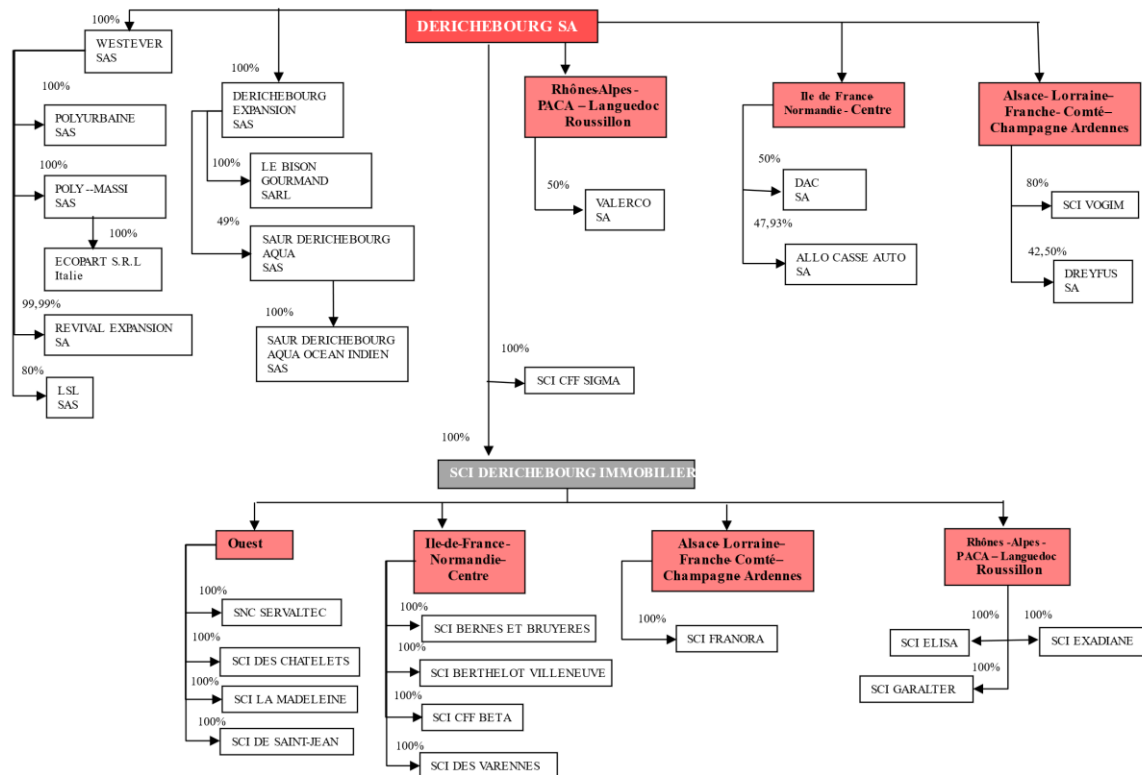 DERICHEBOURG SA
100%
WESTEVER
SAS
100%
POLYURBAINE
SAS
100%
POLY--MASSI
SAS
100%
ECOPART S.R.L
Italie
99,99%
REVIVAL EXPANSION
SA
80%
LSL
SAS
100%
DERICHEBOURG
EXPANSION
SAS
100%
LE BISON
GOURMAND
SARL
49%
SAUR DERICHEBOURG
AQUA
SAS
100%
SAUR DERICHEBOURG
AQUA OCEAN INDIEN
SAS
Rhônes Alpes -
PACA – Languedoc
Roussillon
50%
VALERCO
SA
Ile de France
Normandie - Centre
50%
DAC
SA
47,93%
ALLO CASSE AUTO
SA
Alsace- Lorraine–
Franche- Comté–
Champagne Ardennes
80%
SCI VOGIM
42,50%
DREYFUS
SA
100%
SCI CFF SIGMA
100%
SCI DERICHEBOURG IMMOBILIER
Ouest
100%
SNC SERVALTEC
100%
SCI DES CHATELETS
100%
SCI LA MADELEINE
100%
SCI DE SAINT-JEAN
Ile-de-France-
Normandie–
Centre
100%
SCI BERNES ET BRUYERES
100%
SCI BERTHELOT VILLENEUVE
100%
SCI CFF BETA
100%
SCI DES VARENNES
Alsace Lorraine–
Franche- Comté–
Champagne Ardennes
100%
SCI FRANORA
Rhônes -Alpes -
PACA – Languedoc
Roussillon
100%
SCI ELISA
100%
SCI EXADIANE
100%
SCI GARALTER